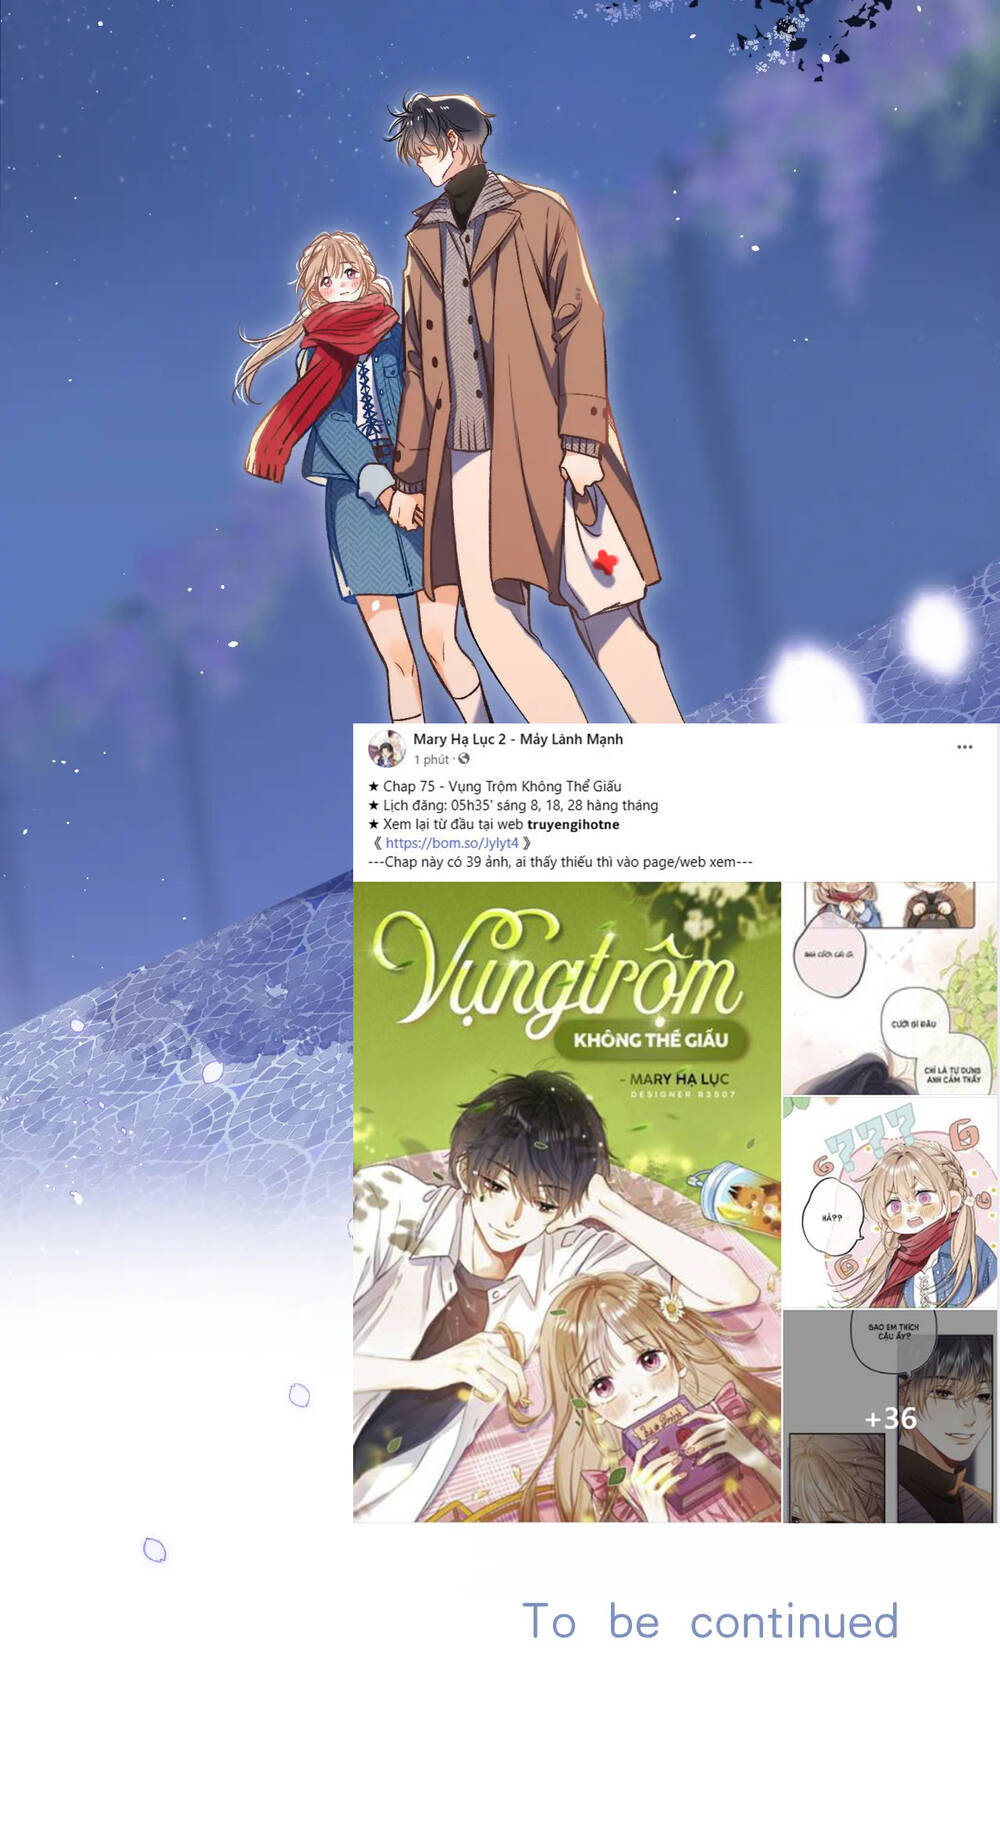 Mary Hạ Lục 2 - Mảy Lành Mạnh
1 phút ·
★ Chap 75 - Vụng Trộm Không Thể Giấu
★ Lịch đăng: 05h35' sáng 8, 18, 28 hàng tháng
★ Xem lại từ đầu tại web truyengihotne
《 https://bom.so/Jylyt4 》
---Chap này có 39 ảnh, ai thấy thiếu thì vào page/web xem---
Vụng trộm
KHÔNG THỂ GIẤU
- MARY HẠ LỤC
DESIGNER R3507
ANH CƯỜI CÁI GÌ.
CƯỜI GÌ ĐÂU
CHỈ LÀ TỰ DƯNG
ANH CẢM THẤY
???
HẢ??
SAO EM THÍCH
CẬU ẤY?
+36
To be continued